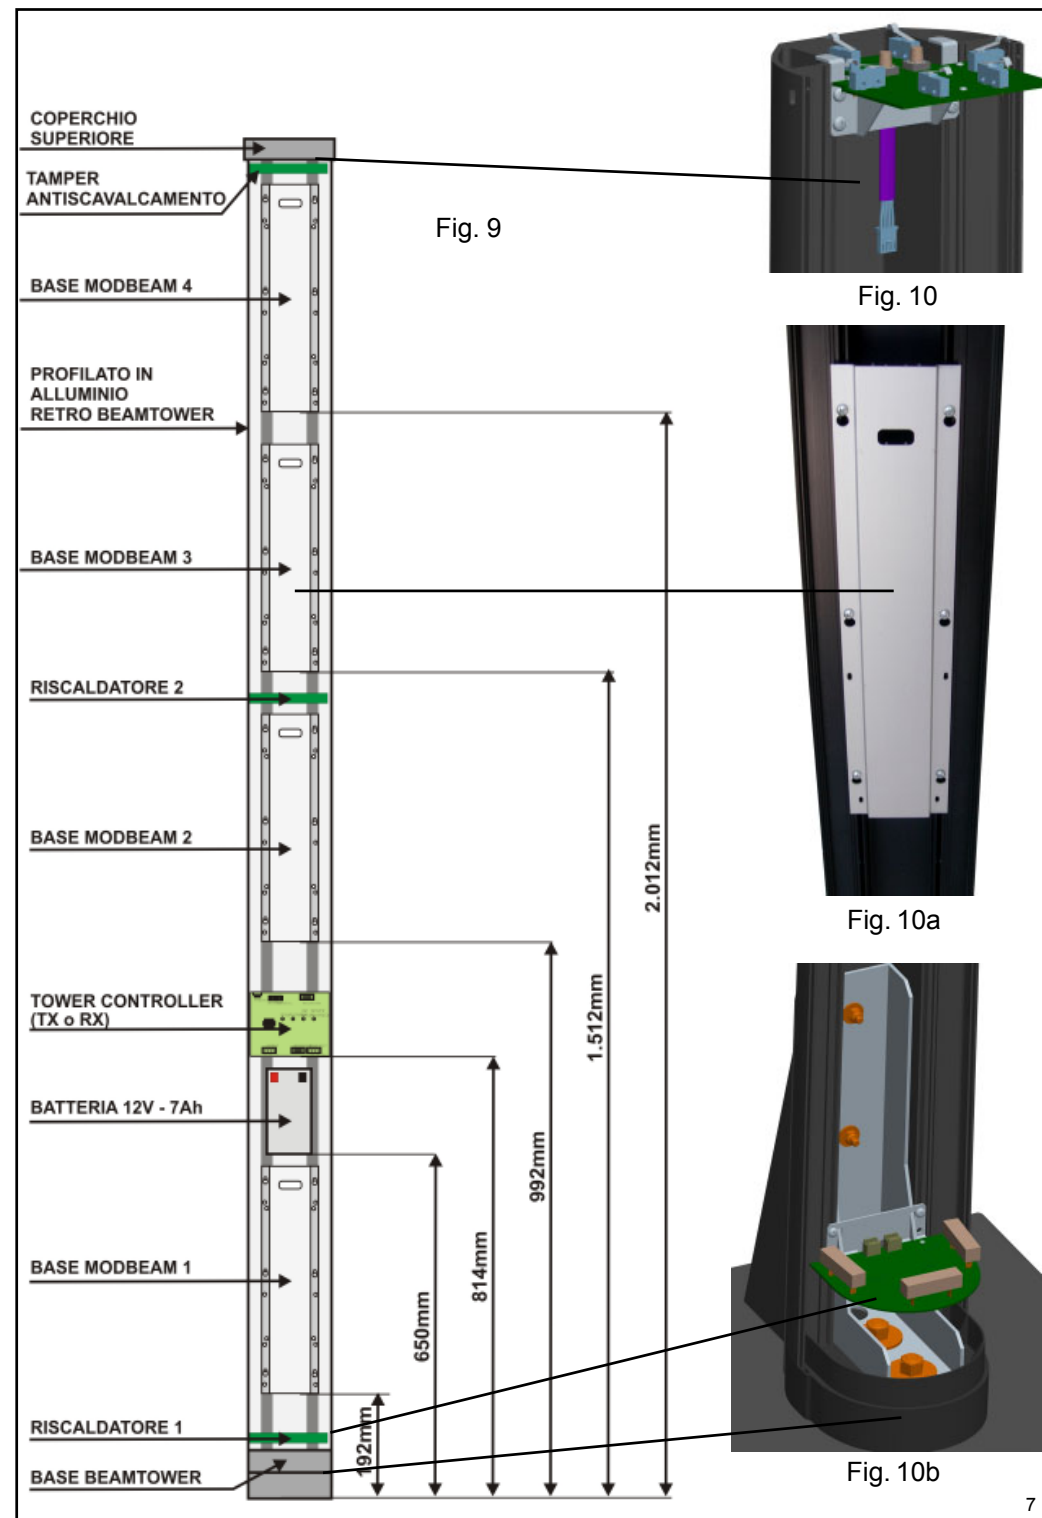 COPERCHIO
SUPERIORE
TAMPER
ANTISCAVALCAMENTO
BASE MODBEAM 4
PROFILATO IN
ALLUMINIO
RETRO BEAMTOWER
BASE MODBEAM 3
RISCALDATORE 2
BASE MODBEAM 2
TOWER CONTROLLER
(TX o RX)
BATTERIA 12V - 7Ah
BASE MODBEAM 1
RISCALDATORE 1
BASE BEAMTOWER
192mm
650mm
814mm
992mm
1.512mm
2.012mm
Fig. 9
Fig. 10
Fig. 10a
Fig. 10b
7